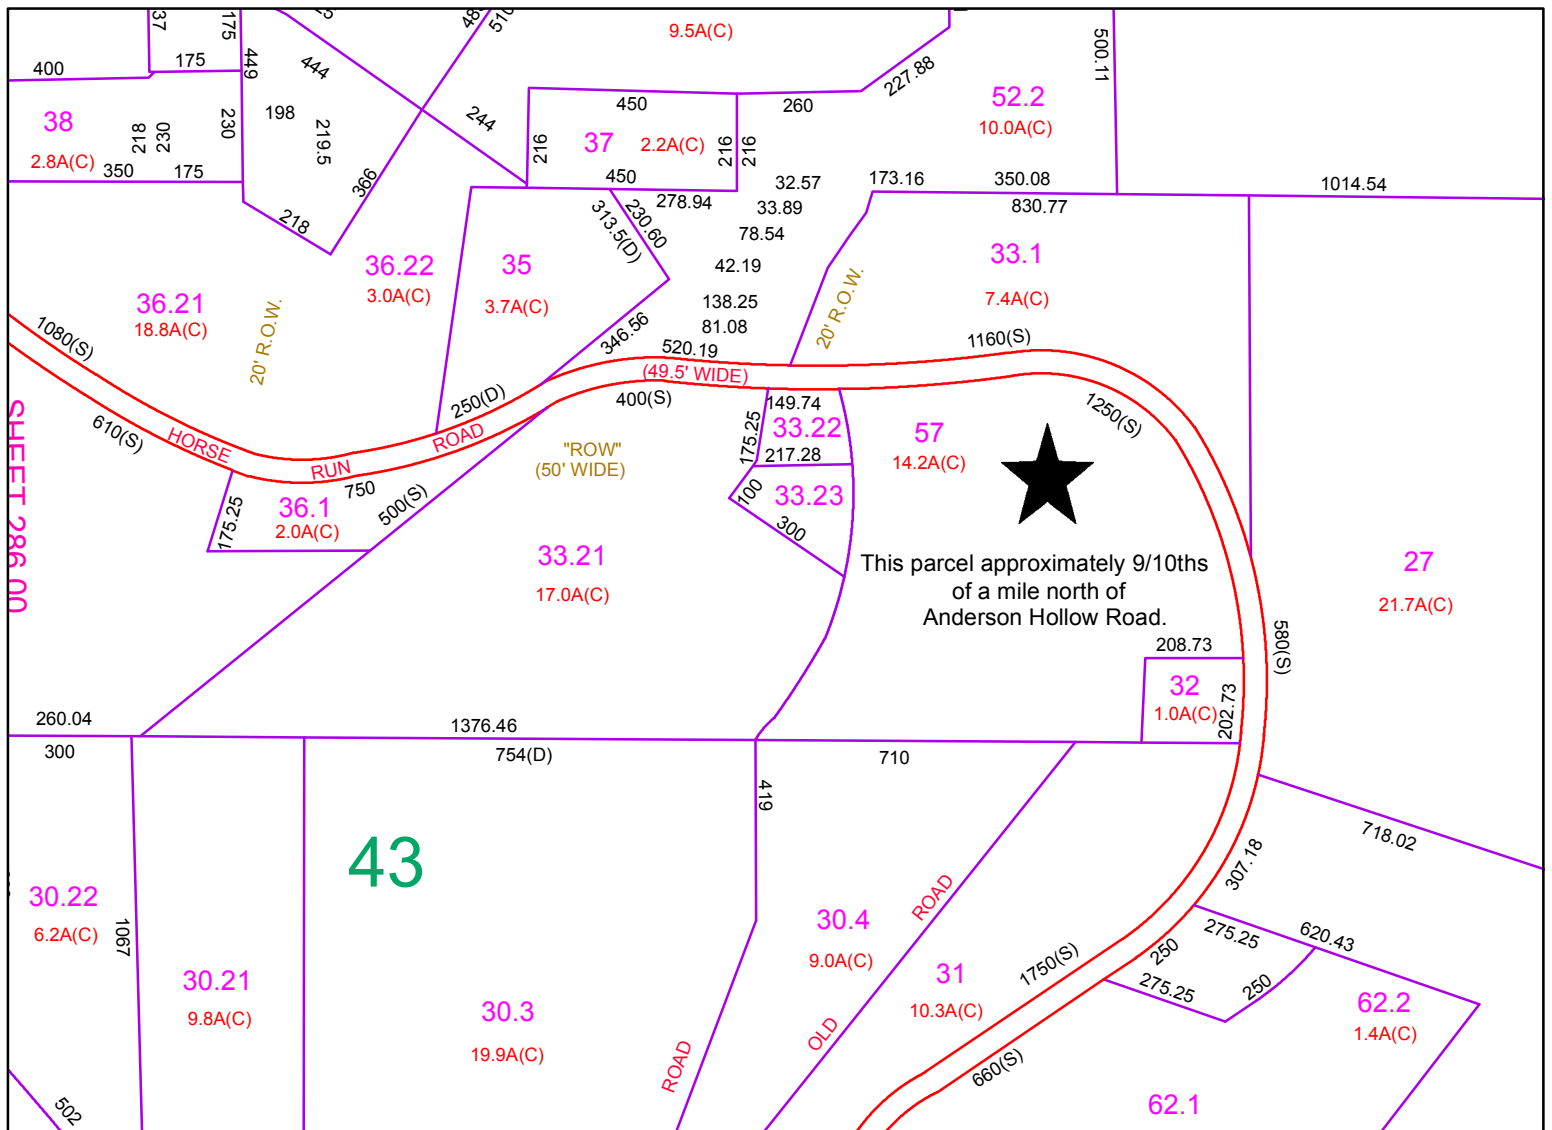 37
175
25
485
510
9.5A(C)
500.11
400
175
449
444
227.88
38
218
230
230
198
219.5
244
216
450
37
2.2A(C)
216
216
260
52.2
10.0A(C)
2.8A(C)
350
175
366
450
278.94
32.57
173.16
350.08
1014.54
218
313.5(D)
230.60
33.89
830.77
78.54
36.22
3.0A(C)
35
3.7A(C)
42.19
33.1
7.4A(C)
36.21
18.8A(C)
20' R.O.W.
138.25
81.08
20' R.O.W.
1080(S)
346.56
520.19
(49.5' WIDE)
1160(S)
610(S)
250(D)
400(S)
149.74
1250(S)
SHEET 286.00
HORSE
RUN
ROAD
"ROW"
(50' WIDE)
175.25
33.22
217.28
57
14.2A(C)
175.25
36.1
2.0A(C)
750
500(S)
100
33.23
300
33.21
17.0A(C)
This parcel approximately 9/10ths
of a mile north of
Anderson Hollow Road.
27
21.7A(C)
208.73
580(S)
32
1.0A(C)
202.73
260.04
300
1376.46
754(D)
710
419
43
718.02
307.18
30.22
6.2A(C)
1067
30.21
9.8A(C)
30.3
19.9A(C)
30.4
9.0A(C)
ROAD
OLD
ROAD
31
10.3A(C)
1750(S)
250
275.25
620.43
275.25
250
62.2
1.4A(C)
660(S)
62.1
502